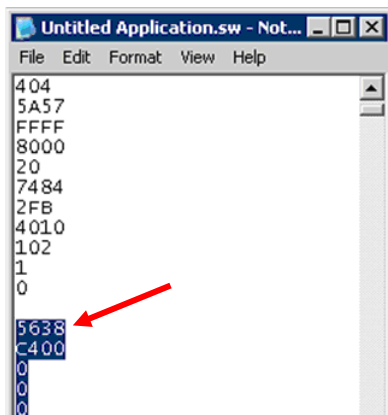 Untitled Application.sw - Not...
File Edit Format View Help
404
5A57
FFFF
8000
20
7484
2FB
4010
102
1
0
5638
C400
0
0
0